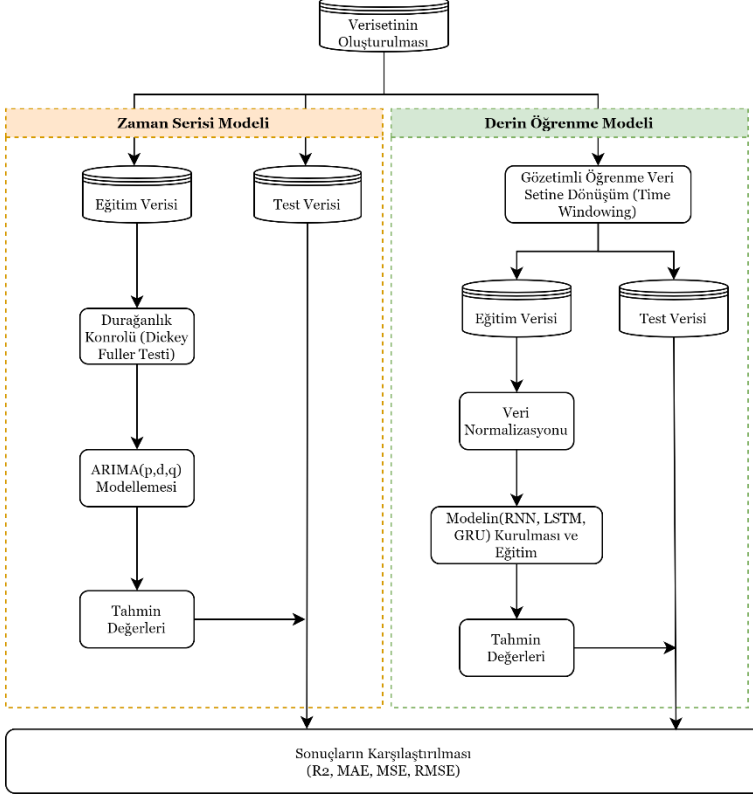 Verisetinin
Oluşturulması
Zaman Serisi Modeli
Eğitim Verisi
Test Verisi
Durağanlık
Konrolü (Dickey
Fuller Testi)
ARIMA(p,d,q)
Modellemesi
Tahmin
Değerleri
Derin Öğrenme Modeli
Gözetimli Öğrenme Veri
Setine Dönüşüm (Time
Windowing)
Eğitim Verisi
Test Verisi
Veri
Normalizasyonu
Modelin(RNN, LSTM,
GRU) Kurulması ve
Eğitim
Tahmin
Değerleri
Sonuçların Karşılaştırılması
(R2, MAE, MSE, RMSE)